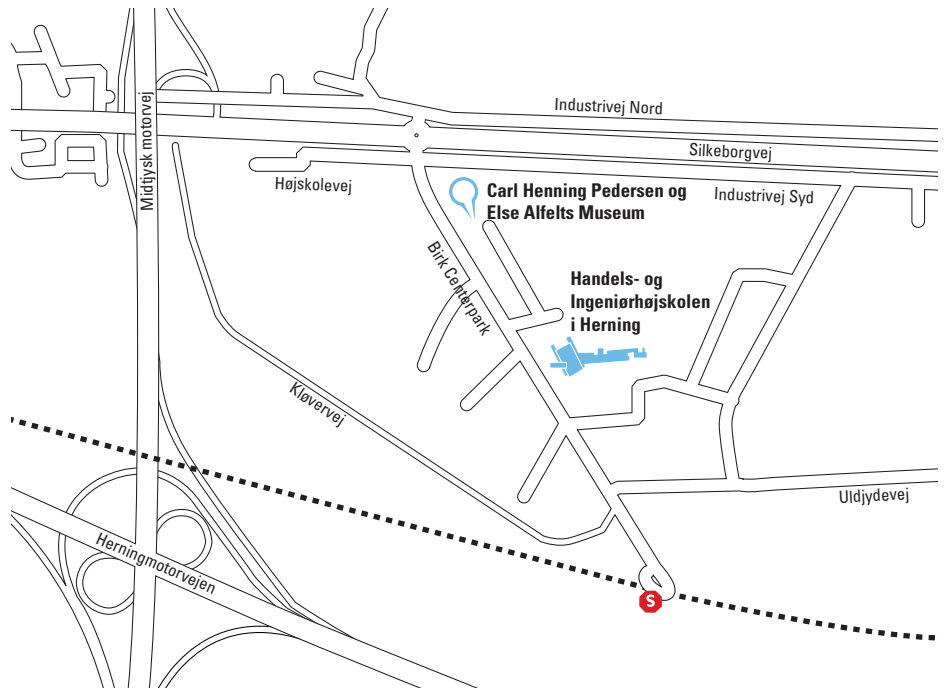 Industrivej Nord
Midtjysk motorvej
Silkeborgvej
Højskolevej
Carl Henning Pedersen og
Else Alfelts Museum
Industrivej Syd
Birk Centerpark
Handels- og
Ingeniørhøjskolen
i Herning
Kløvervej
Uldjydevej
Herningmotorvejen
S